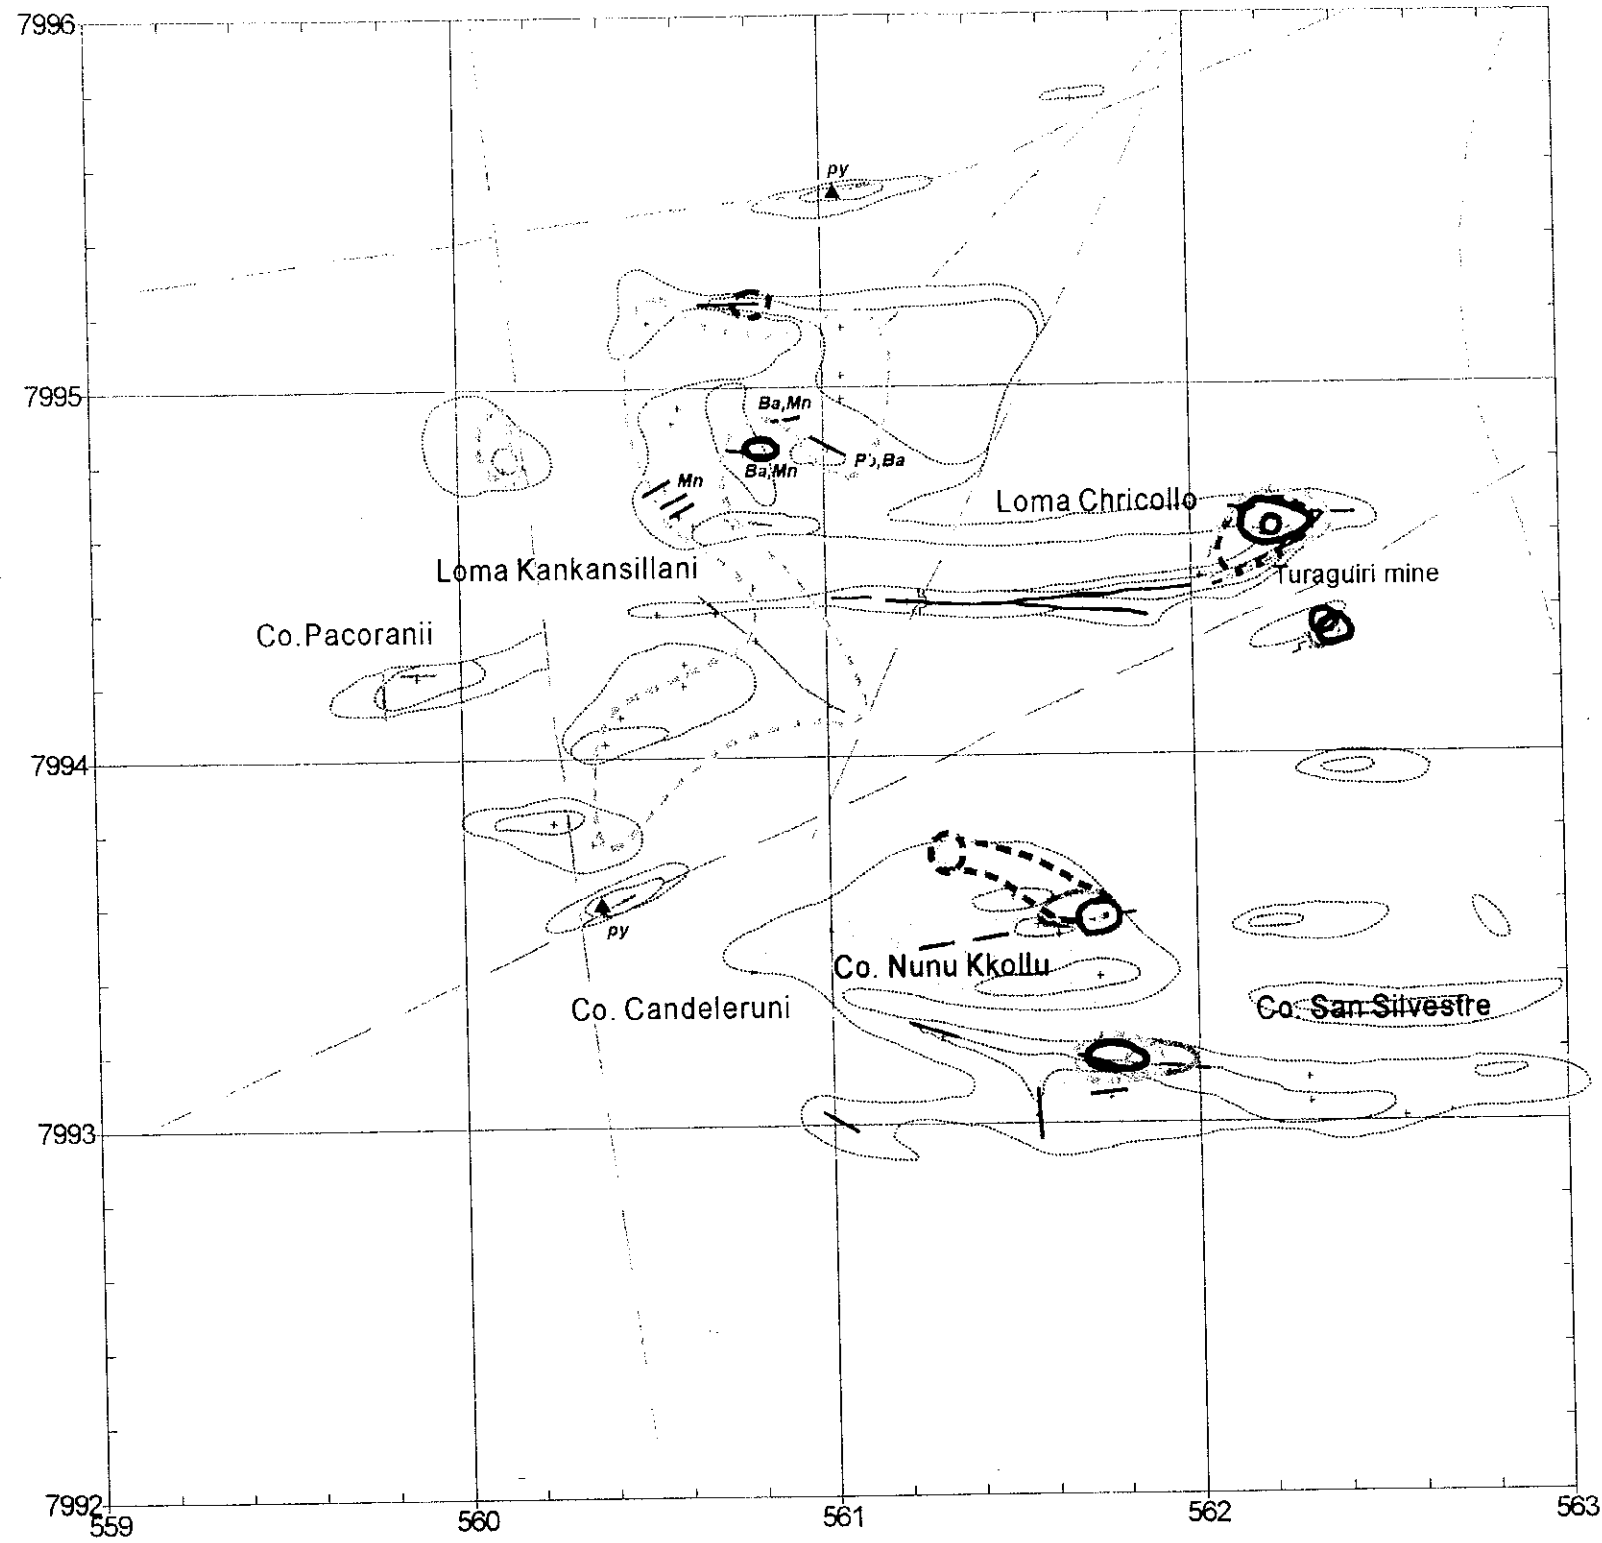 7996
py
7995
Ba,Mn
Pb,Ba
Ba,Mn
Mn
Loma Chricollo
Loma Kankansillani
Turaguiri mine
Co.Pacoranii
7994
py
Co. Nunu Kkollu
Co. Candeleruni
Co. San Silvestre
7993
7992
559
560
561
562
563